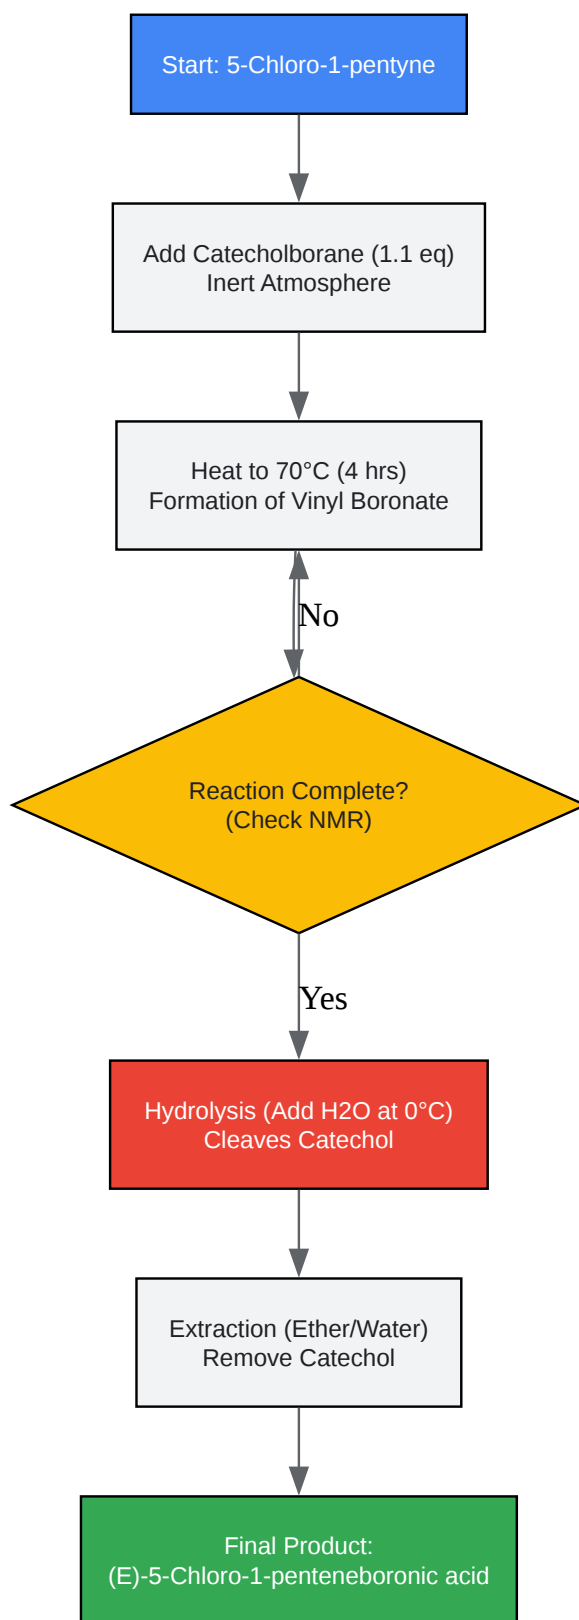 Start: 5-Chloro-1-pentyne
Add Catecholborane (1.1 eq)
Inert Atmosphere
Heat to 70°C (4 hrs)
Formation of Vinyl Boronate
No
Reaction Complete?
(Check NMR)
Yes
Hydrolysis (Add H2O at 0°C)
Cleaves Catechol
Extraction (Ether/Water)
Remove Catechol
Final Product:
(E)-5-Chloro-1-penteneboronic acid